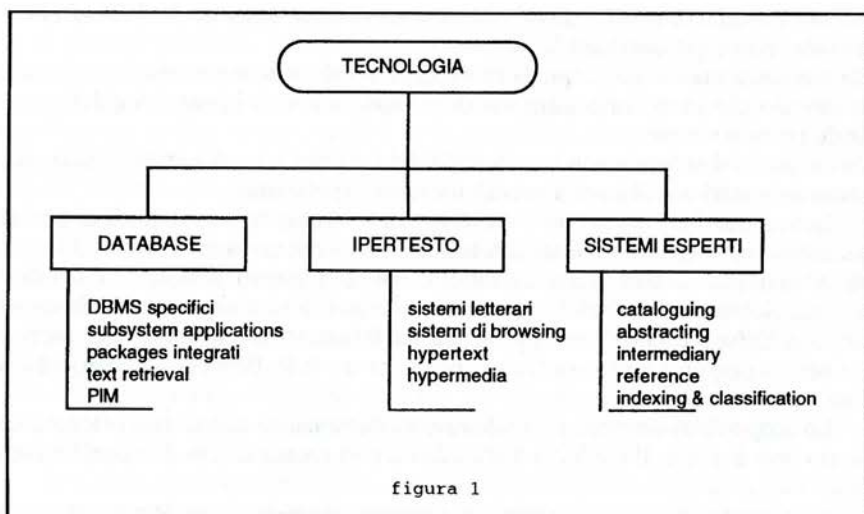 TECNOLOGIA
DATABASE
DBMS specifici
subsystem applications
packages integrati
text retrieval
PIM
IPERTESTO
sistemi letterari
sistemi di browsing
hypertext
hypermedia
SISTEMI ESPERTI
cataloguing
abstracting
intermediary
reference
indexing & classification
figura 1